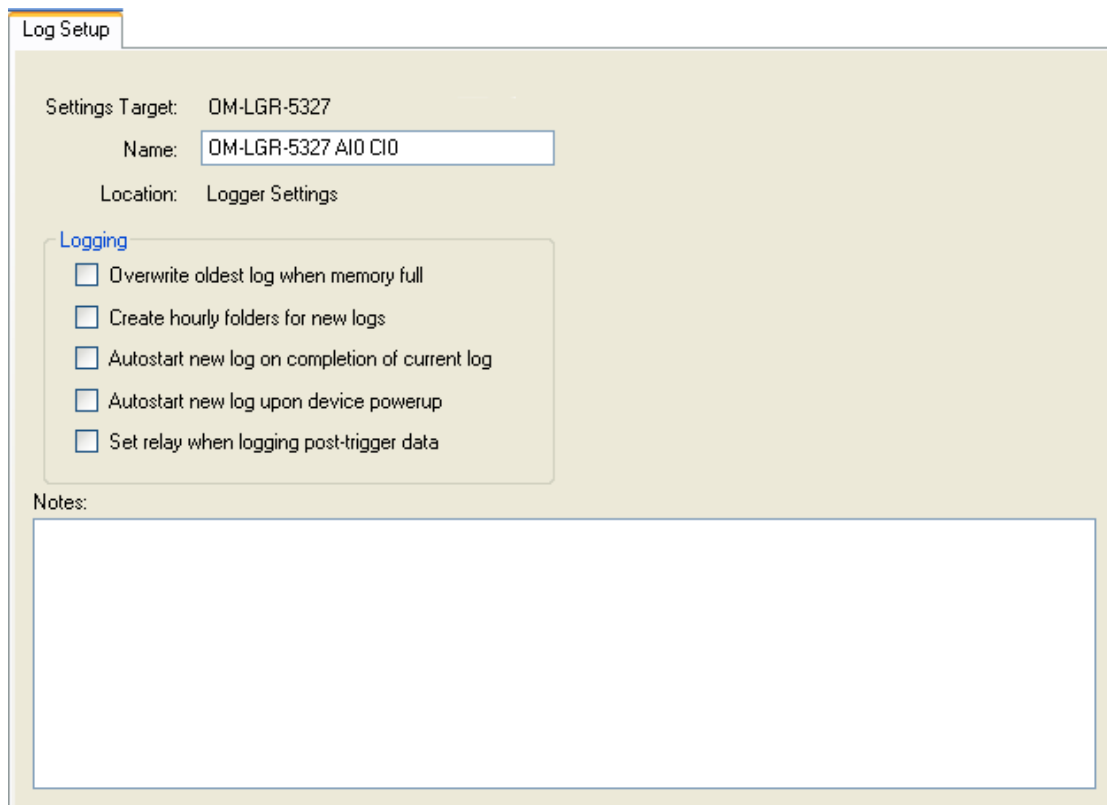 Log Setup
Settings Target: OM-LGR-5327
Name: OM-LGR-5327 AI0 CI0
Location: Logger Settings
Logging
Overwrite oldest log when memory full
Create hourly folders for new logs
Autostart new log on completion of current log
Autostart new log upon device powerup
Set relay when logging post-trigger data
Notes: